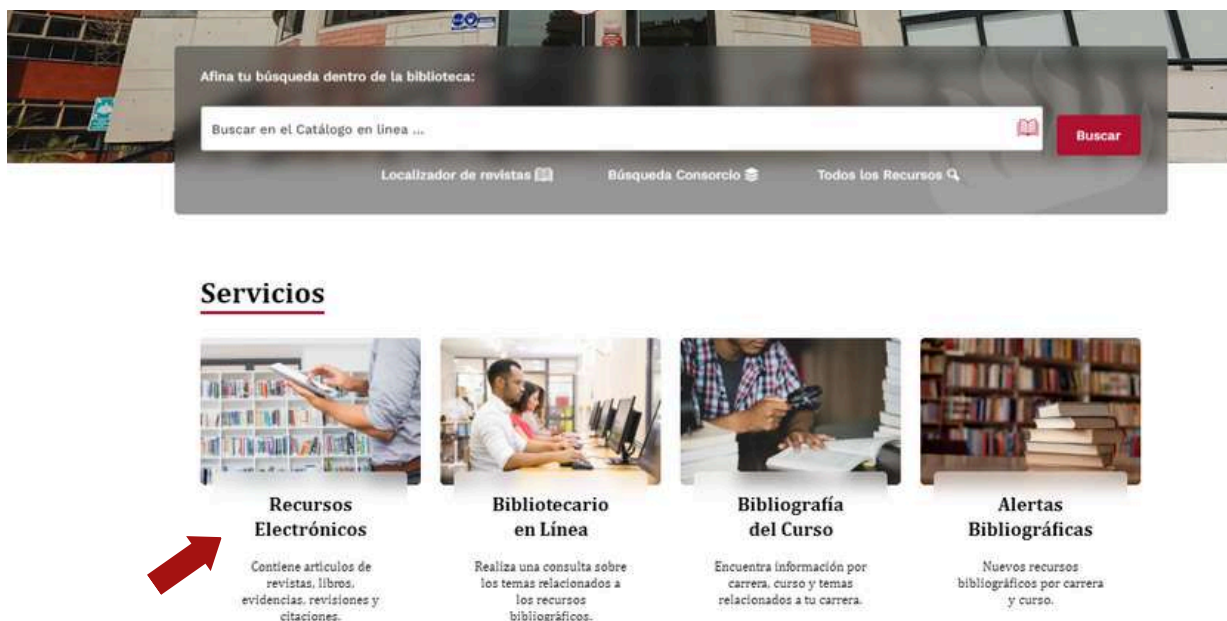 Afina tu búsqueda dentro de la biblioteca:
Buscar en el Catálogo en línea ...
Buscar
Localizador de revistas
Búsqueda Consorcio
Todos los Recursos
Servicios
Recursos
Electrónicos
Contiene artículos de
revistas, libros,
evidencias, revisiones y
citaciones.
Bibliotecario
en Línea
Realiza una consulta sobre
los temas relacionados a
los recursos
bibliográficos.
Bibliografía
del Curso
Encuentra información por
carrera, curso y temas
relacionados a tu carrera.
Alertas
Bibliográficas
Nuevos recursos
bibliográficos por carrera
y curso.